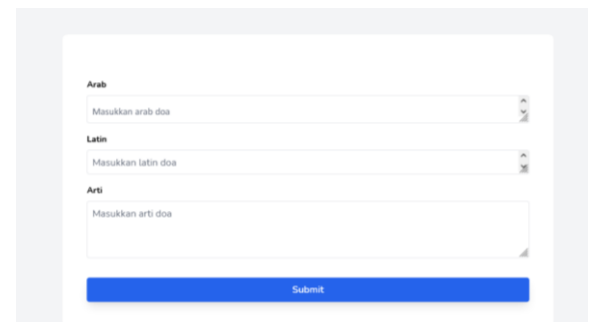 Arab
Masukkan arab doa
Latin
Masukkan latin doa
Arti
Masukkan arti doa
Submit